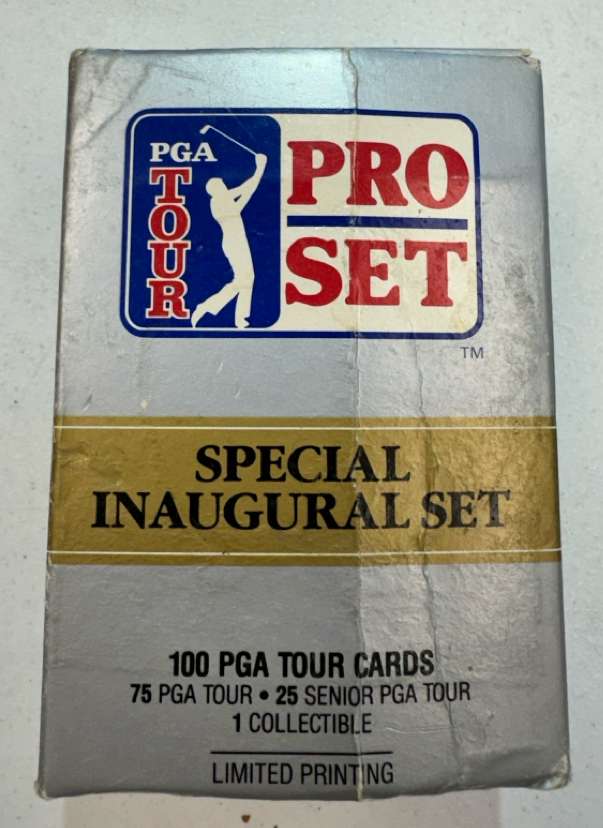 PGA
TOUR
PRO
SET
TM
SPECIAL
INAUGURAL SET
100 PGA TOUR CARDS
75 PGA TOUR • 25 SENIOR PGA TOUR
1 COLLECTIBLE
LIMITED PRINTING